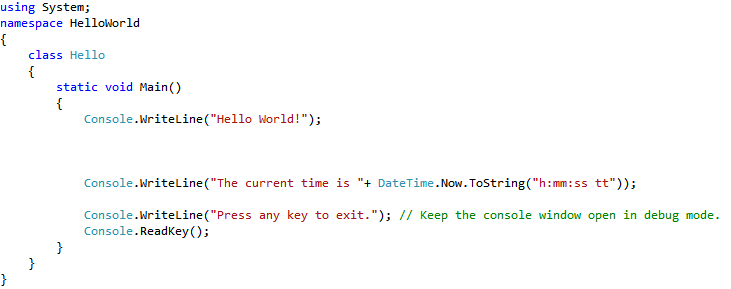 using System;
namespace HelloWorld
{
    class Hello
    {
        static void Main()
        {
            Console.WriteLine("Hello World!");
            Console.WriteLine("The current time is "+ DateTime.Now.ToString("h:mm:ss tt"));
            Console.WriteLine("Press any key to exit."); // Keep the console window open in debug mode.
            Console.ReadKey();
        }
    }
}